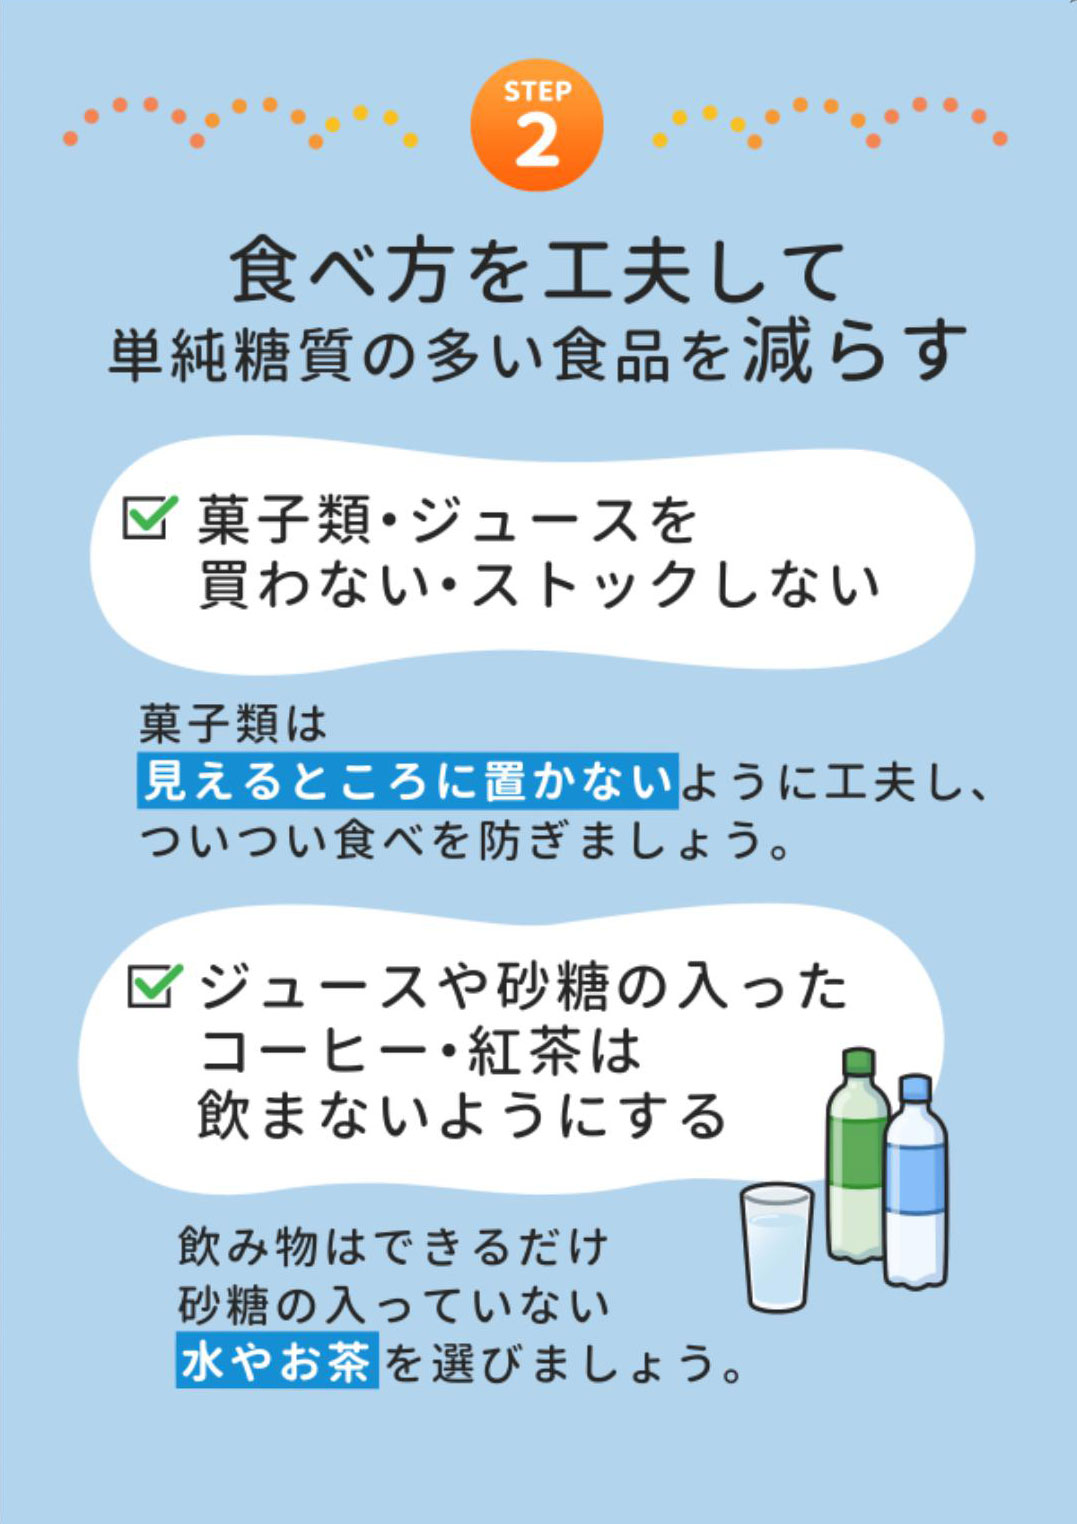 STEP
2
食べ方を工夫して
単純糖質の多い食品を減らす
菓子類・ジュースを
買わない・ストックしない
菓子類は
見えるところに置かないように工夫し、
ついつい食べを防ぎましょう。
ジュースや砂糖の入った
コーヒー・紅茶は
飲まないようにする
飲み物はできるだけ
砂糖の入っていない
水やお茶を選びましょう。